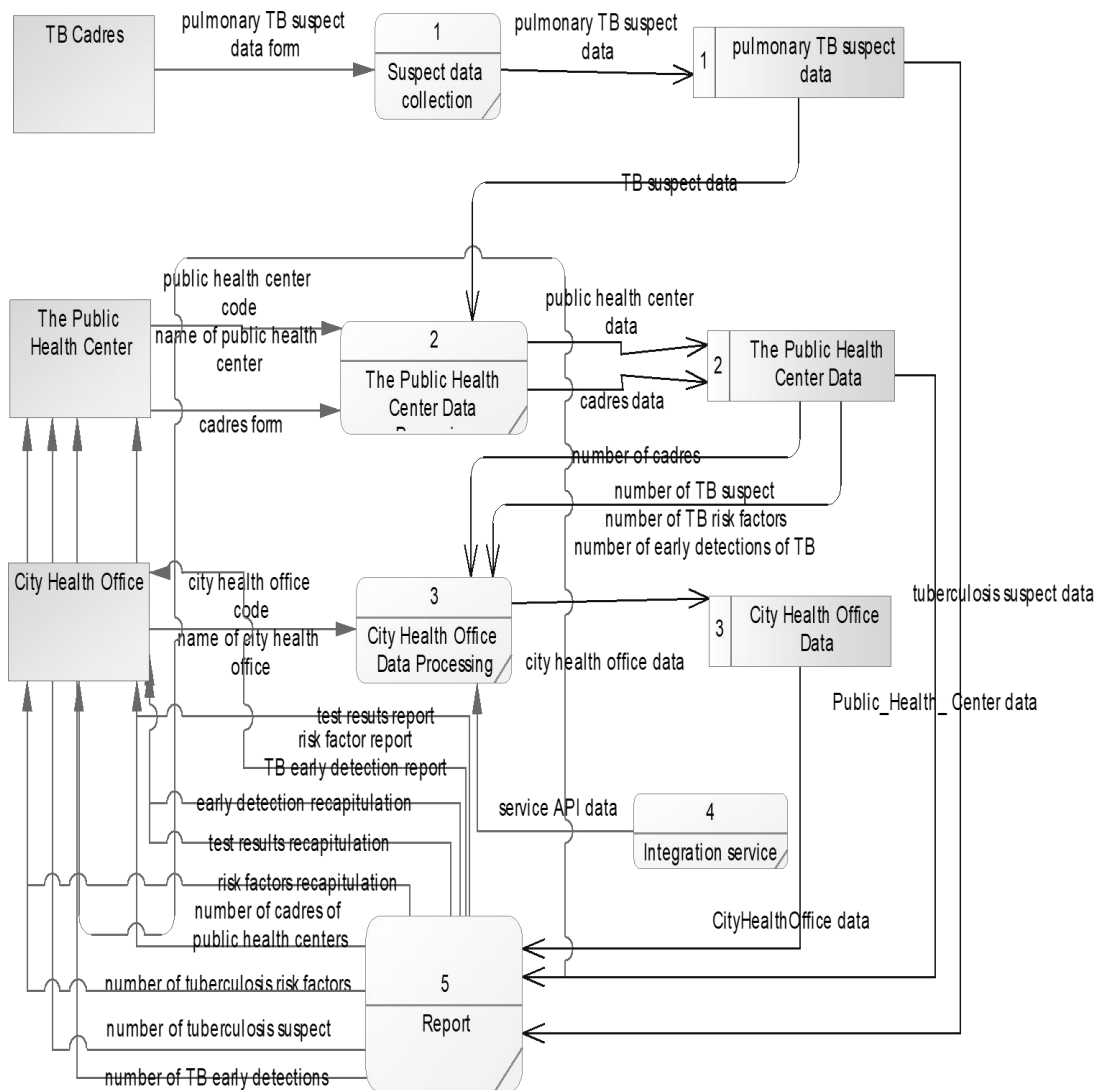 TB Cadres
pulmonary TB suspect
data form
1
Suspect data
collection
pulmonary TB suspect
data
1
pulmonary TB suspect
data
TB suspect data
The Public
Health Center
public health center
code
name of public health
center
cadres form
2
The Public Health
Center Data
public health center
data
cadres data
2
The Public Health
Center Data
number of cadres
number of TB suspect
number of TB risk factors
number of early detections of TB
City Health Office
city health office
code
name of city health
office
3
City Health Office
Data Processing
city health office data
3
City Health Office
Data
tuberculosis suspect data
Public_Health_ Center data
test resuts report
risk factor report
TB early detection report
early detection recapitulation
test results recapitulation
risk factors recapitulation
number of cadres of
public health centers
service API data
4
Integration service
CityHealthOffice data
number of tuberculosis risk factors
number of tuberculosis suspect
number of TB early detections
5
Report